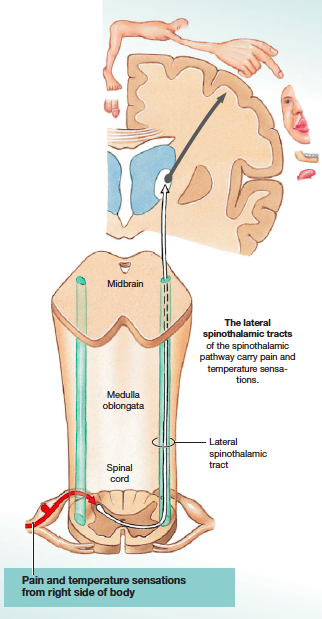 Midbrain
The lateral
spinothalamic tracts
of the spinothalamic
pathway carry pain and
temperature sensa-
tions.
Medulla
oblongata
Lateral
spinothalamic
tract
Spinal
cord
Pain and temperature sensations
from right side of body